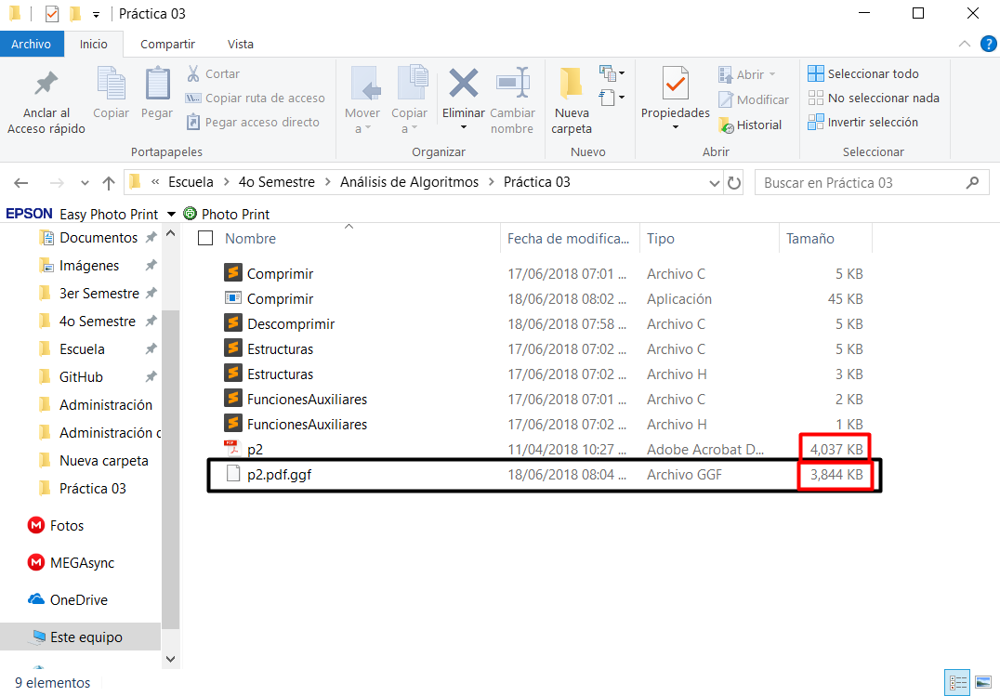 Práctica 03
Archivo Inicio Compartir Vista
Anclar al Acceso rápido
Copiar
Pegar
Cortar
Copiar ruta de acceso
Pegar acceso directo
Portapapeles
Mover a
Copiar a
Eliminar
Cambiar nombre
Organizar
Nueva carpeta
Nuevo
Propiedades
Abrir
Modificar
Historial
Abrir
Seleccionar todo
No seleccionar nada
Invertir selección
Seleccionar
« Escuela > 4o Semestre > Análisis de Algoritmos > Práctica 03
Buscar en Práctica 03
EPSON Easy Photo Print Photo Print
Documentos
Imágenes
3er Semestre
4o Semestre
Escuela
GitHub
Administración
Administración c
Nueva carpeta
Práctica 03
Fotos
MEGAsync
OneDrive
Este equipo
Nombre Fecha de modifica... Tipo Tamaño
Comprimir 17/06/2018 07:01 ... Archivo C 5 KB
Comprimir 18/06/2018 08:02 ... Aplicación 45 KB
Descomprimir 18/06/2018 07:58 ... Archivo C 5 KB
Estructuras 17/06/2018 07:02 ... Archivo C 5 KB
Estructuras 17/06/2018 07:02 ... Archivo H 3 KB
FuncionesAuxiliares 17/06/2018 07:01 ... Archivo C 2 KB
FuncionesAuxiliares 17/06/2018 07:02 ... Archivo H 1 KB
p2 11/04/2018 10:27 ... Adobe Acrobat D... 4,037 KB
p2.pdf.ggf 18/06/2018 08:04 ... Archivo GGF 3,844 KB
9 elementos